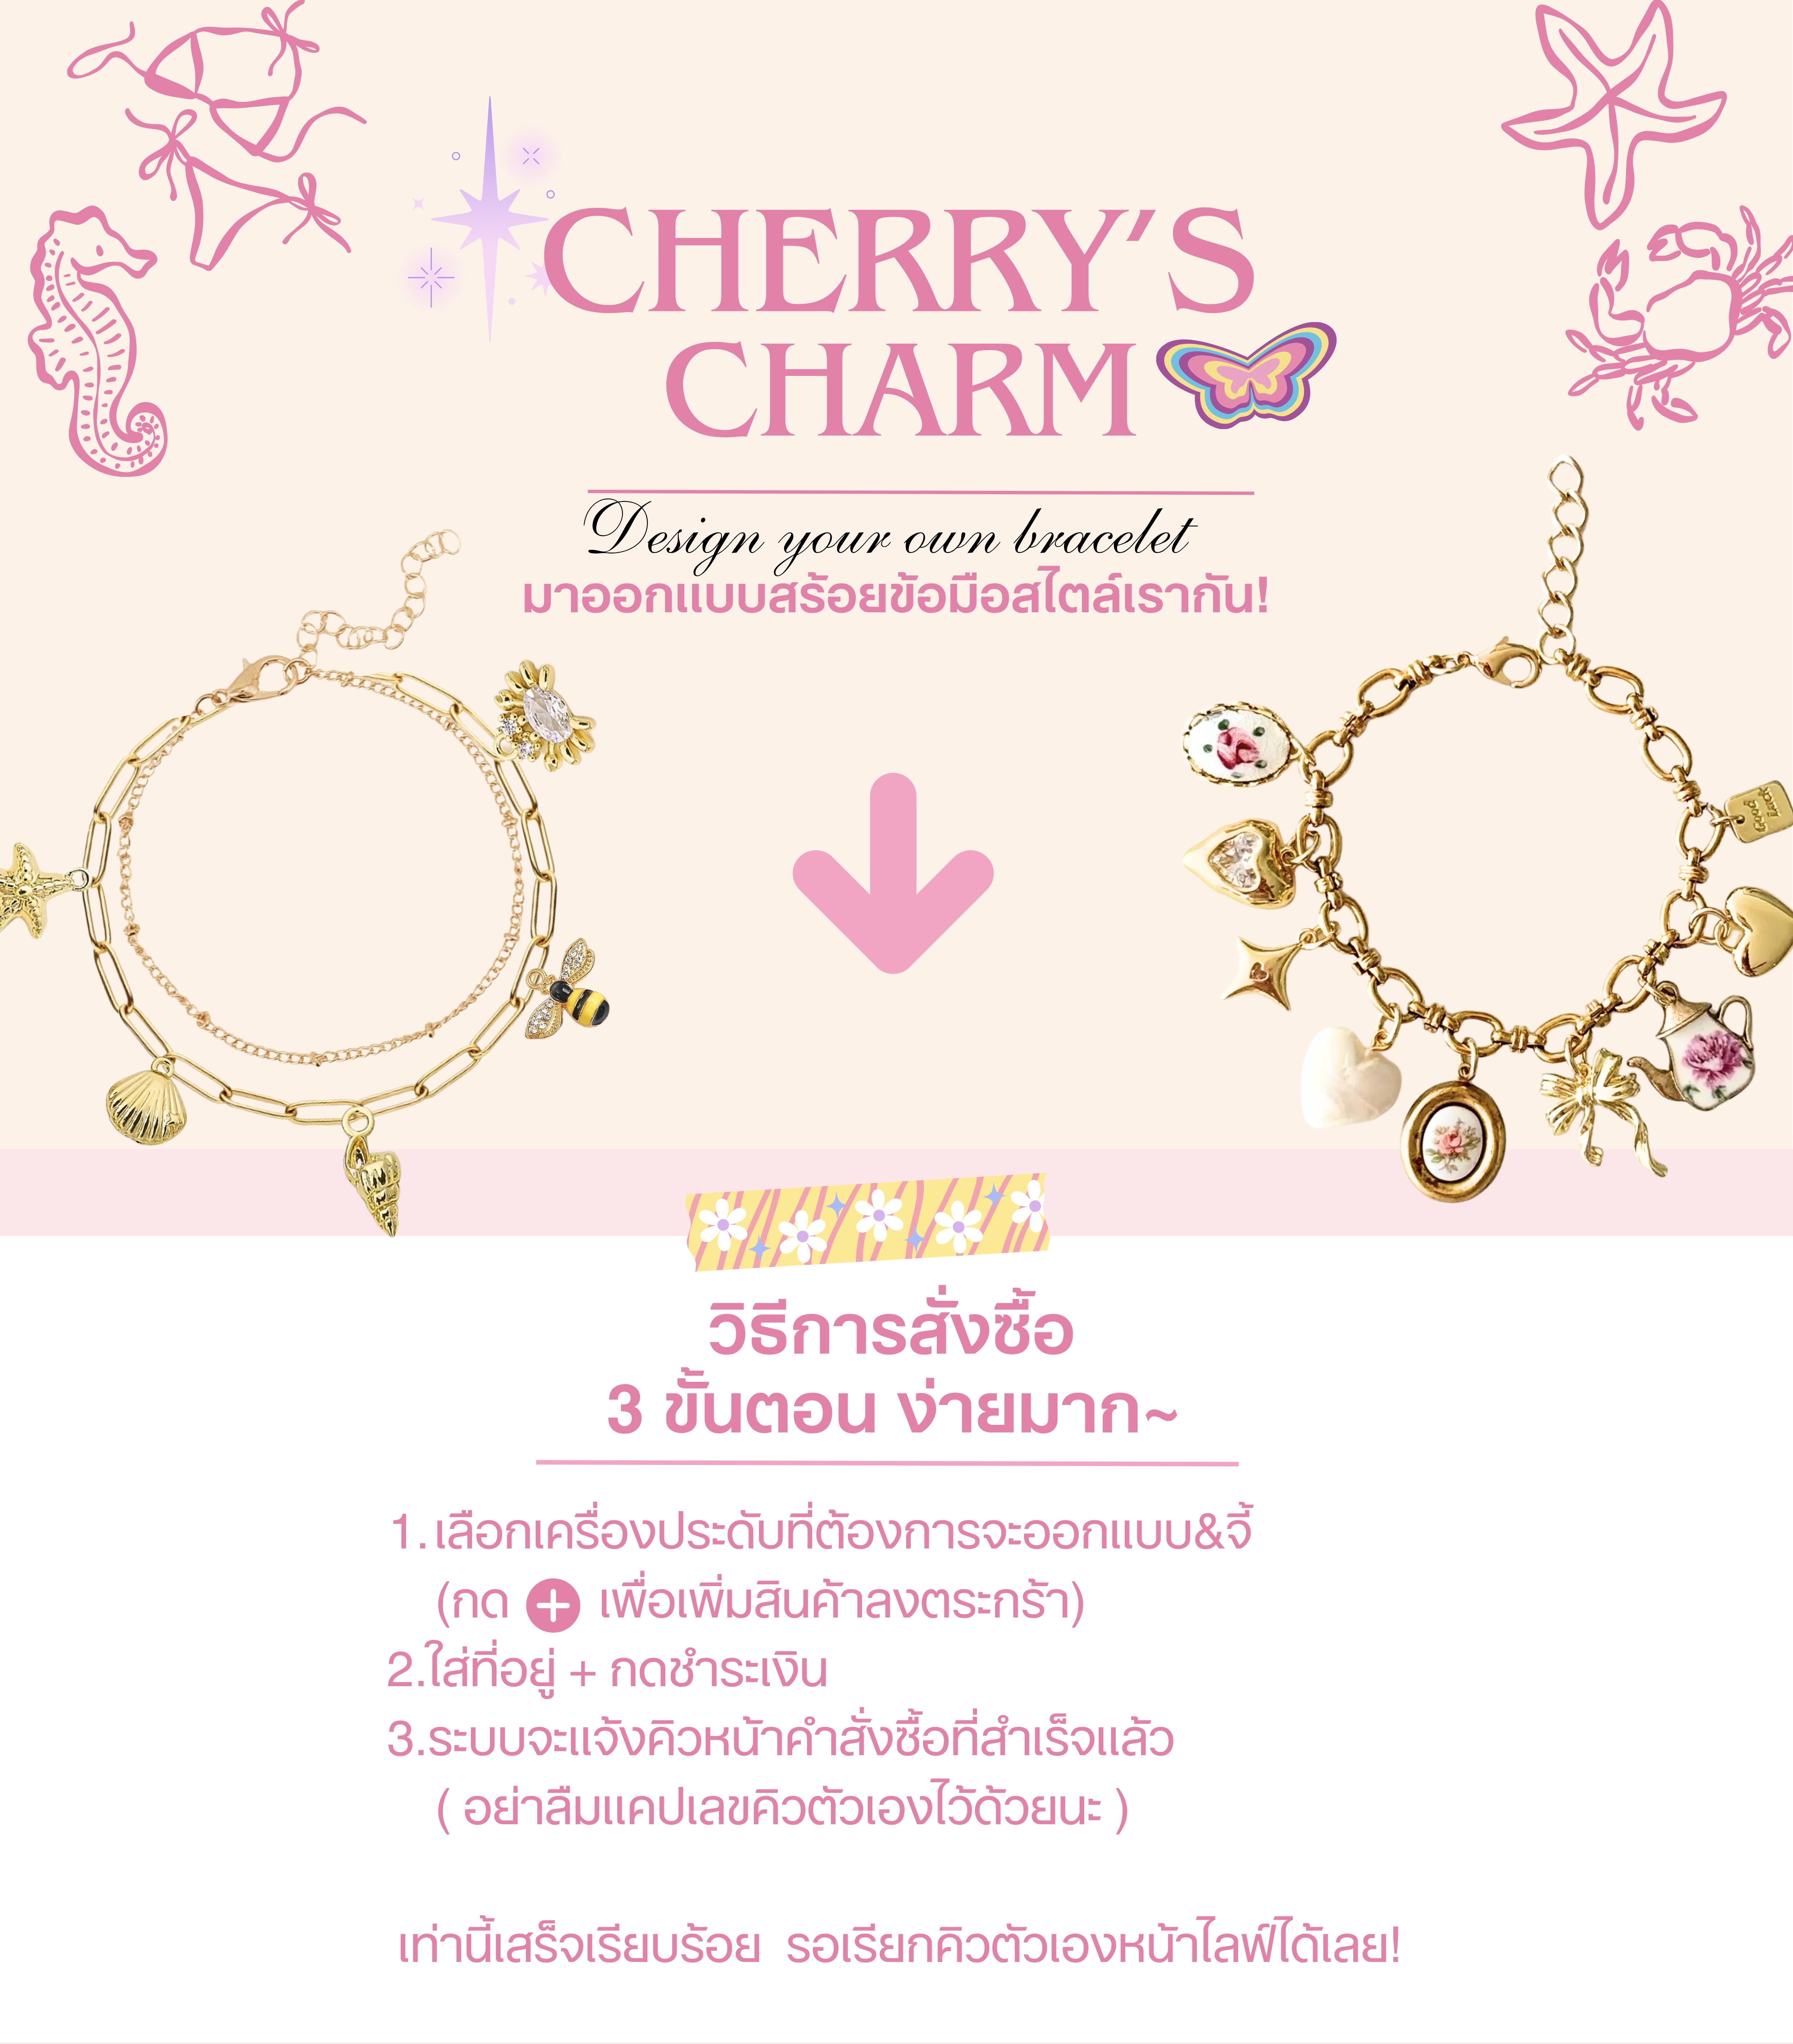 CHERRY'S
CHARM
Design your own bracelet
มาออกแบบสร้อยข้อมือสไตล์เรากัน!
Good
Luck
วิธีการสั่งซื้อ
3 ขั้นตอน ง่ายมาก~
1.เลือกเครื่องประดับที่ต้องการจะออกแบบ&จี้
(กด + เพื่อเพิ่มสินค้าลงตระกร้า)
2.ใส่ที่อยู่ + กดชำระเงิน
3.ระบบจะแจ้งคิวหน้าคำสั่งซื้อที่สำเร็จแล้ว
( อย่าลืมแคปเลขคิวตัวเองไว้ด้วยนะ )
เท่านี้เสร็จเรียบร้อย รอเรียกคิวตัวเองหน้าไลฟ์ได้เลย!